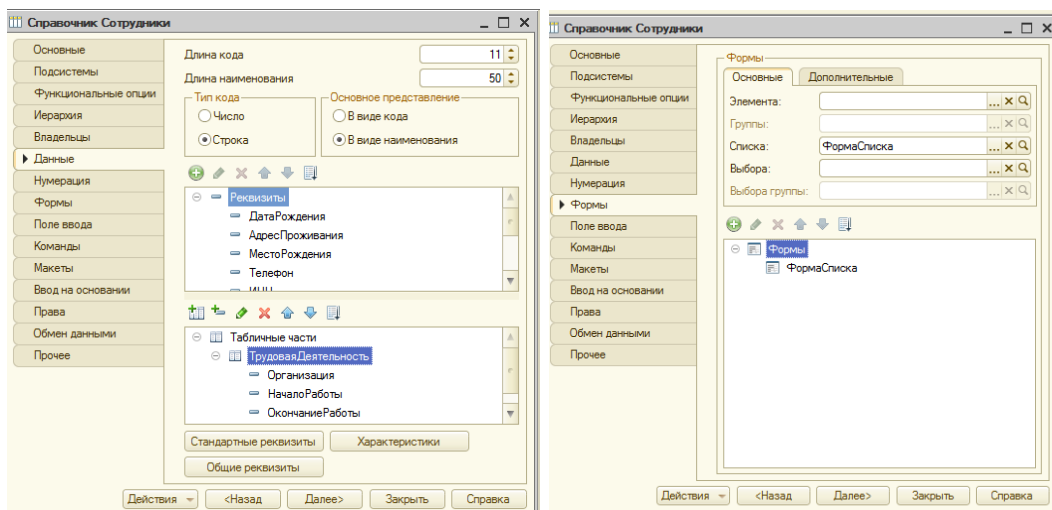 Справочник Сотрудники
Основные
Подсистемы
Функциональные опции
Иерархия
Владельцы
Данные
Нумерация
Формы
Поле ввода
Команды
Макеты
Ввод на основании
Права
Обмен данными
Прочее
Длина кода 11
Длина наименования 50
Тип кода
Число
Строка
Основное представление
В виде кода
В виде наименования
Реквизиты
ДатаРождения
АдресПроживания
МестоРождения
Телефон
ИНН
Табличные части
ТрудоваяДеятельность
Организация
НачалоРаботы
ОкончаниеРаботы
Стандартные реквизиты Характеристики
Общие реквизиты
Действия <Назад Далее> Закрыть Справка
Справочник Сотрудники
Основные
Подсистемы
Функциональные опции
Иерархия
Владельцы
Данные
Нумерация
Формы
Поле ввода
Команды
Макеты
Ввод на основании
Права
Обмен данными
Прочее
Формы
Основные Дополнительные
Элемента:
Группы:
Списка: ФормаСписка
Выбора:
Выбора группы:
Формы
ФормаСписка
Действия <Назад Далее> Закрыть Справка